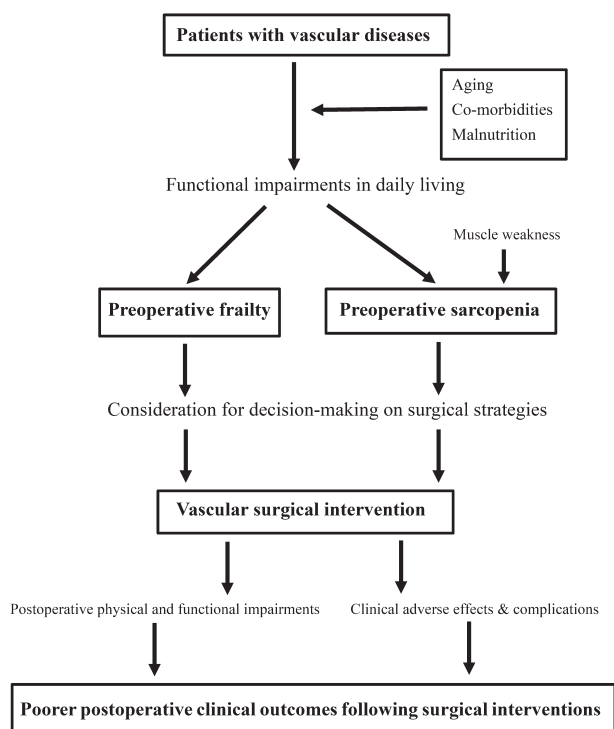 Patients with vascular diseases
Aging
Co-morbidities
Malnutrition
Functional impairments in daily living
Muscle weakness
Preoperative frailty
Preoperative sarcopenia
Consideration for decision-making on surgical strategies
Vascular surgical intervention
Postoperative physical and functional impairments
Clinical adverse effects & complications
Poorer postoperative clinical outcomes following surgical interventions